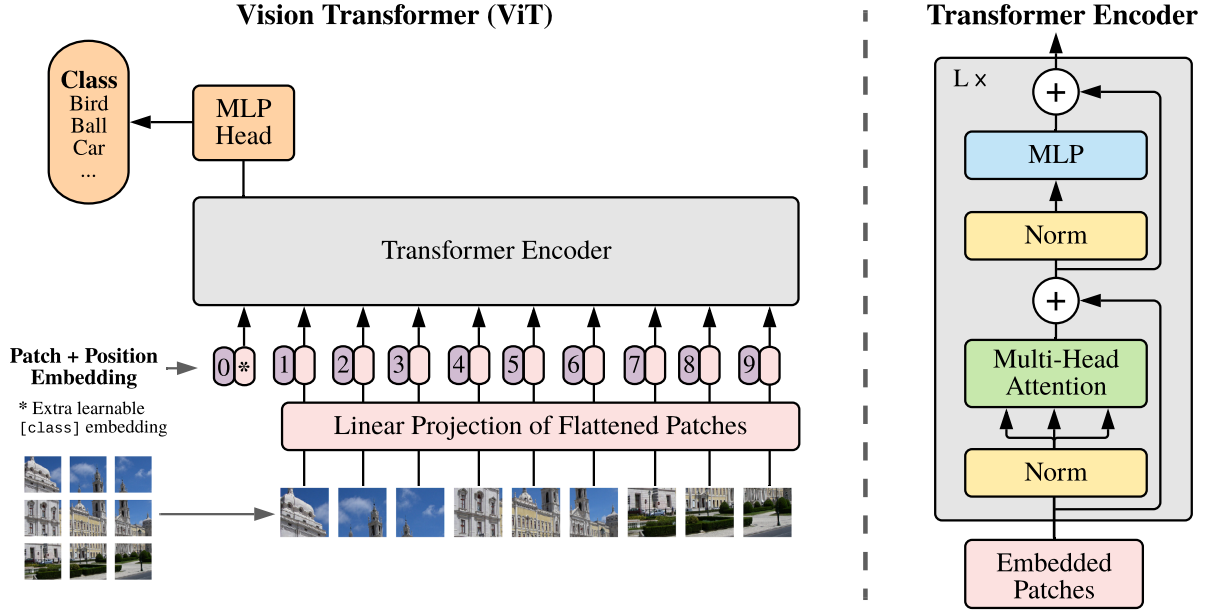 Vision Transformer (ViT)
Class
Bird
Ball
Car
...
MLP
Head
Transformer Encoder
Patch + Position
Embedding
* Extra learnable
[class] embedding
0 * 1 2 3 4 5 6 7 8 9
Linear Projection of Flattened Patches
Transformer Encoder
L x
+
MLP
Norm
+
Multi-Head
Attention
Norm
Embedded
Patches